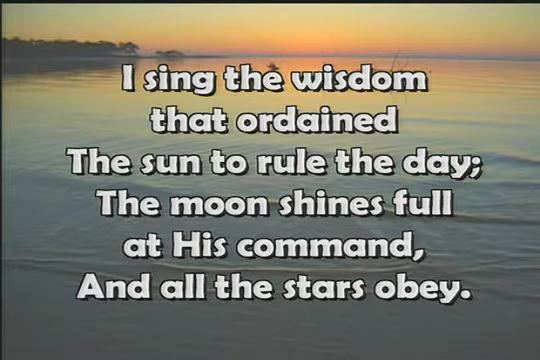 I sing the wisdom
that ordained
The sun to rule the day;
The moon shines full
at His command,
And all the stars obey.